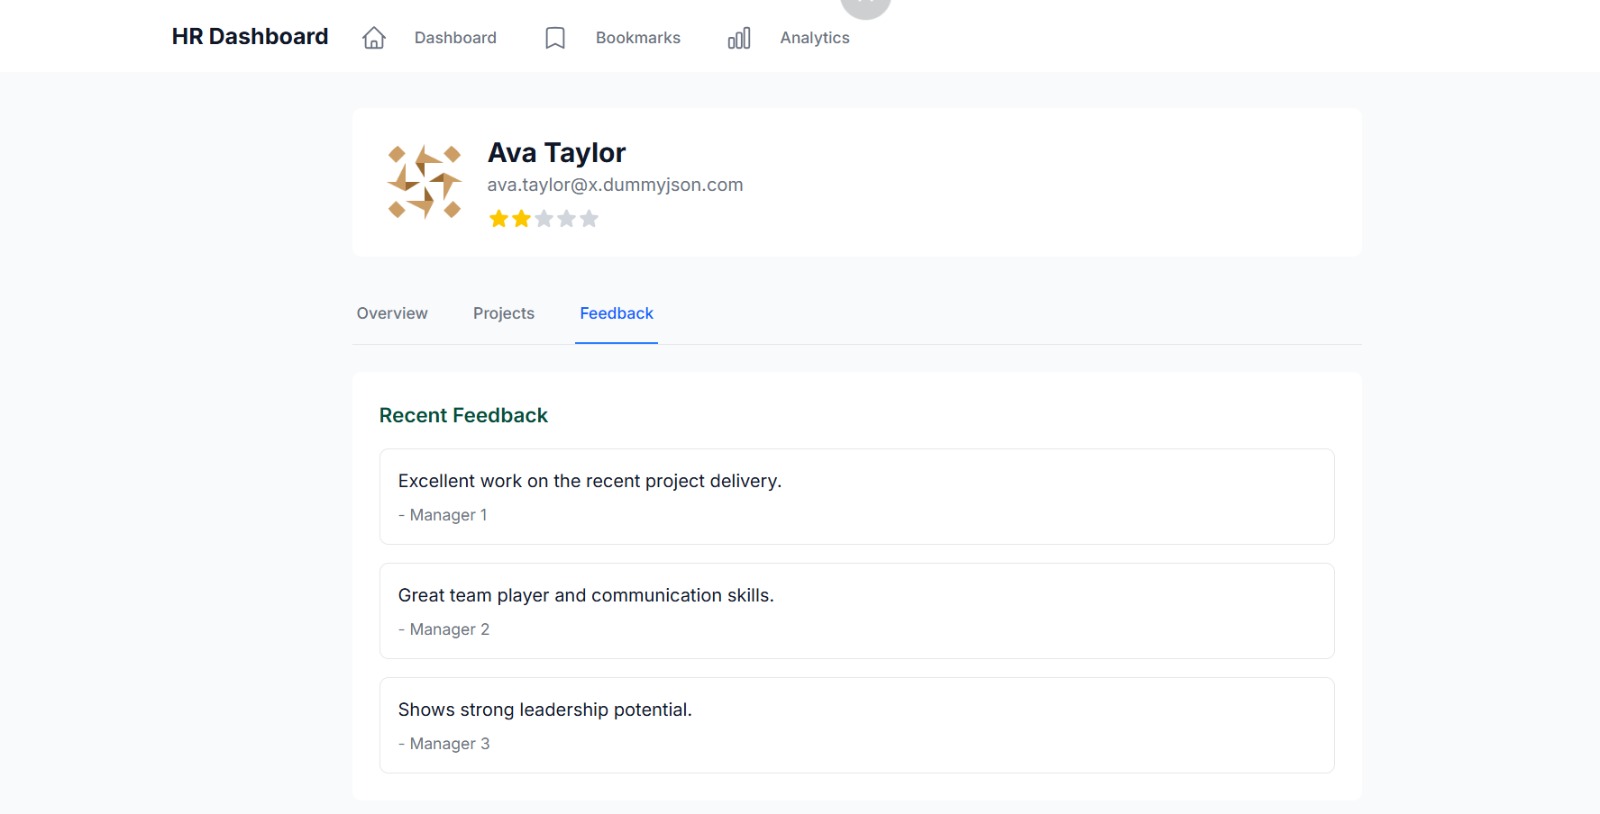 HR Dashboard Dashboard Bookmarks Analytics
Ava Taylor
ava.taylor@x.dummyjson.com
Overview Projects Feedback
Recent Feedback
Excellent work on the recent project delivery.
- Manager 1
Great team player and communication skills.
- Manager 2
Shows strong leadership potential.
- Manager 3